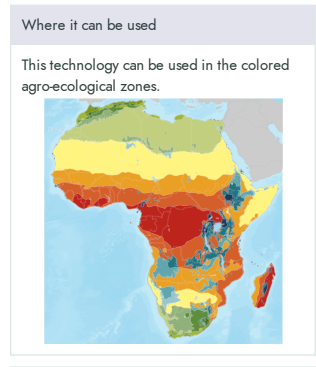 Where it can be used
This technology can be used in the colored
agro-ecological zones.